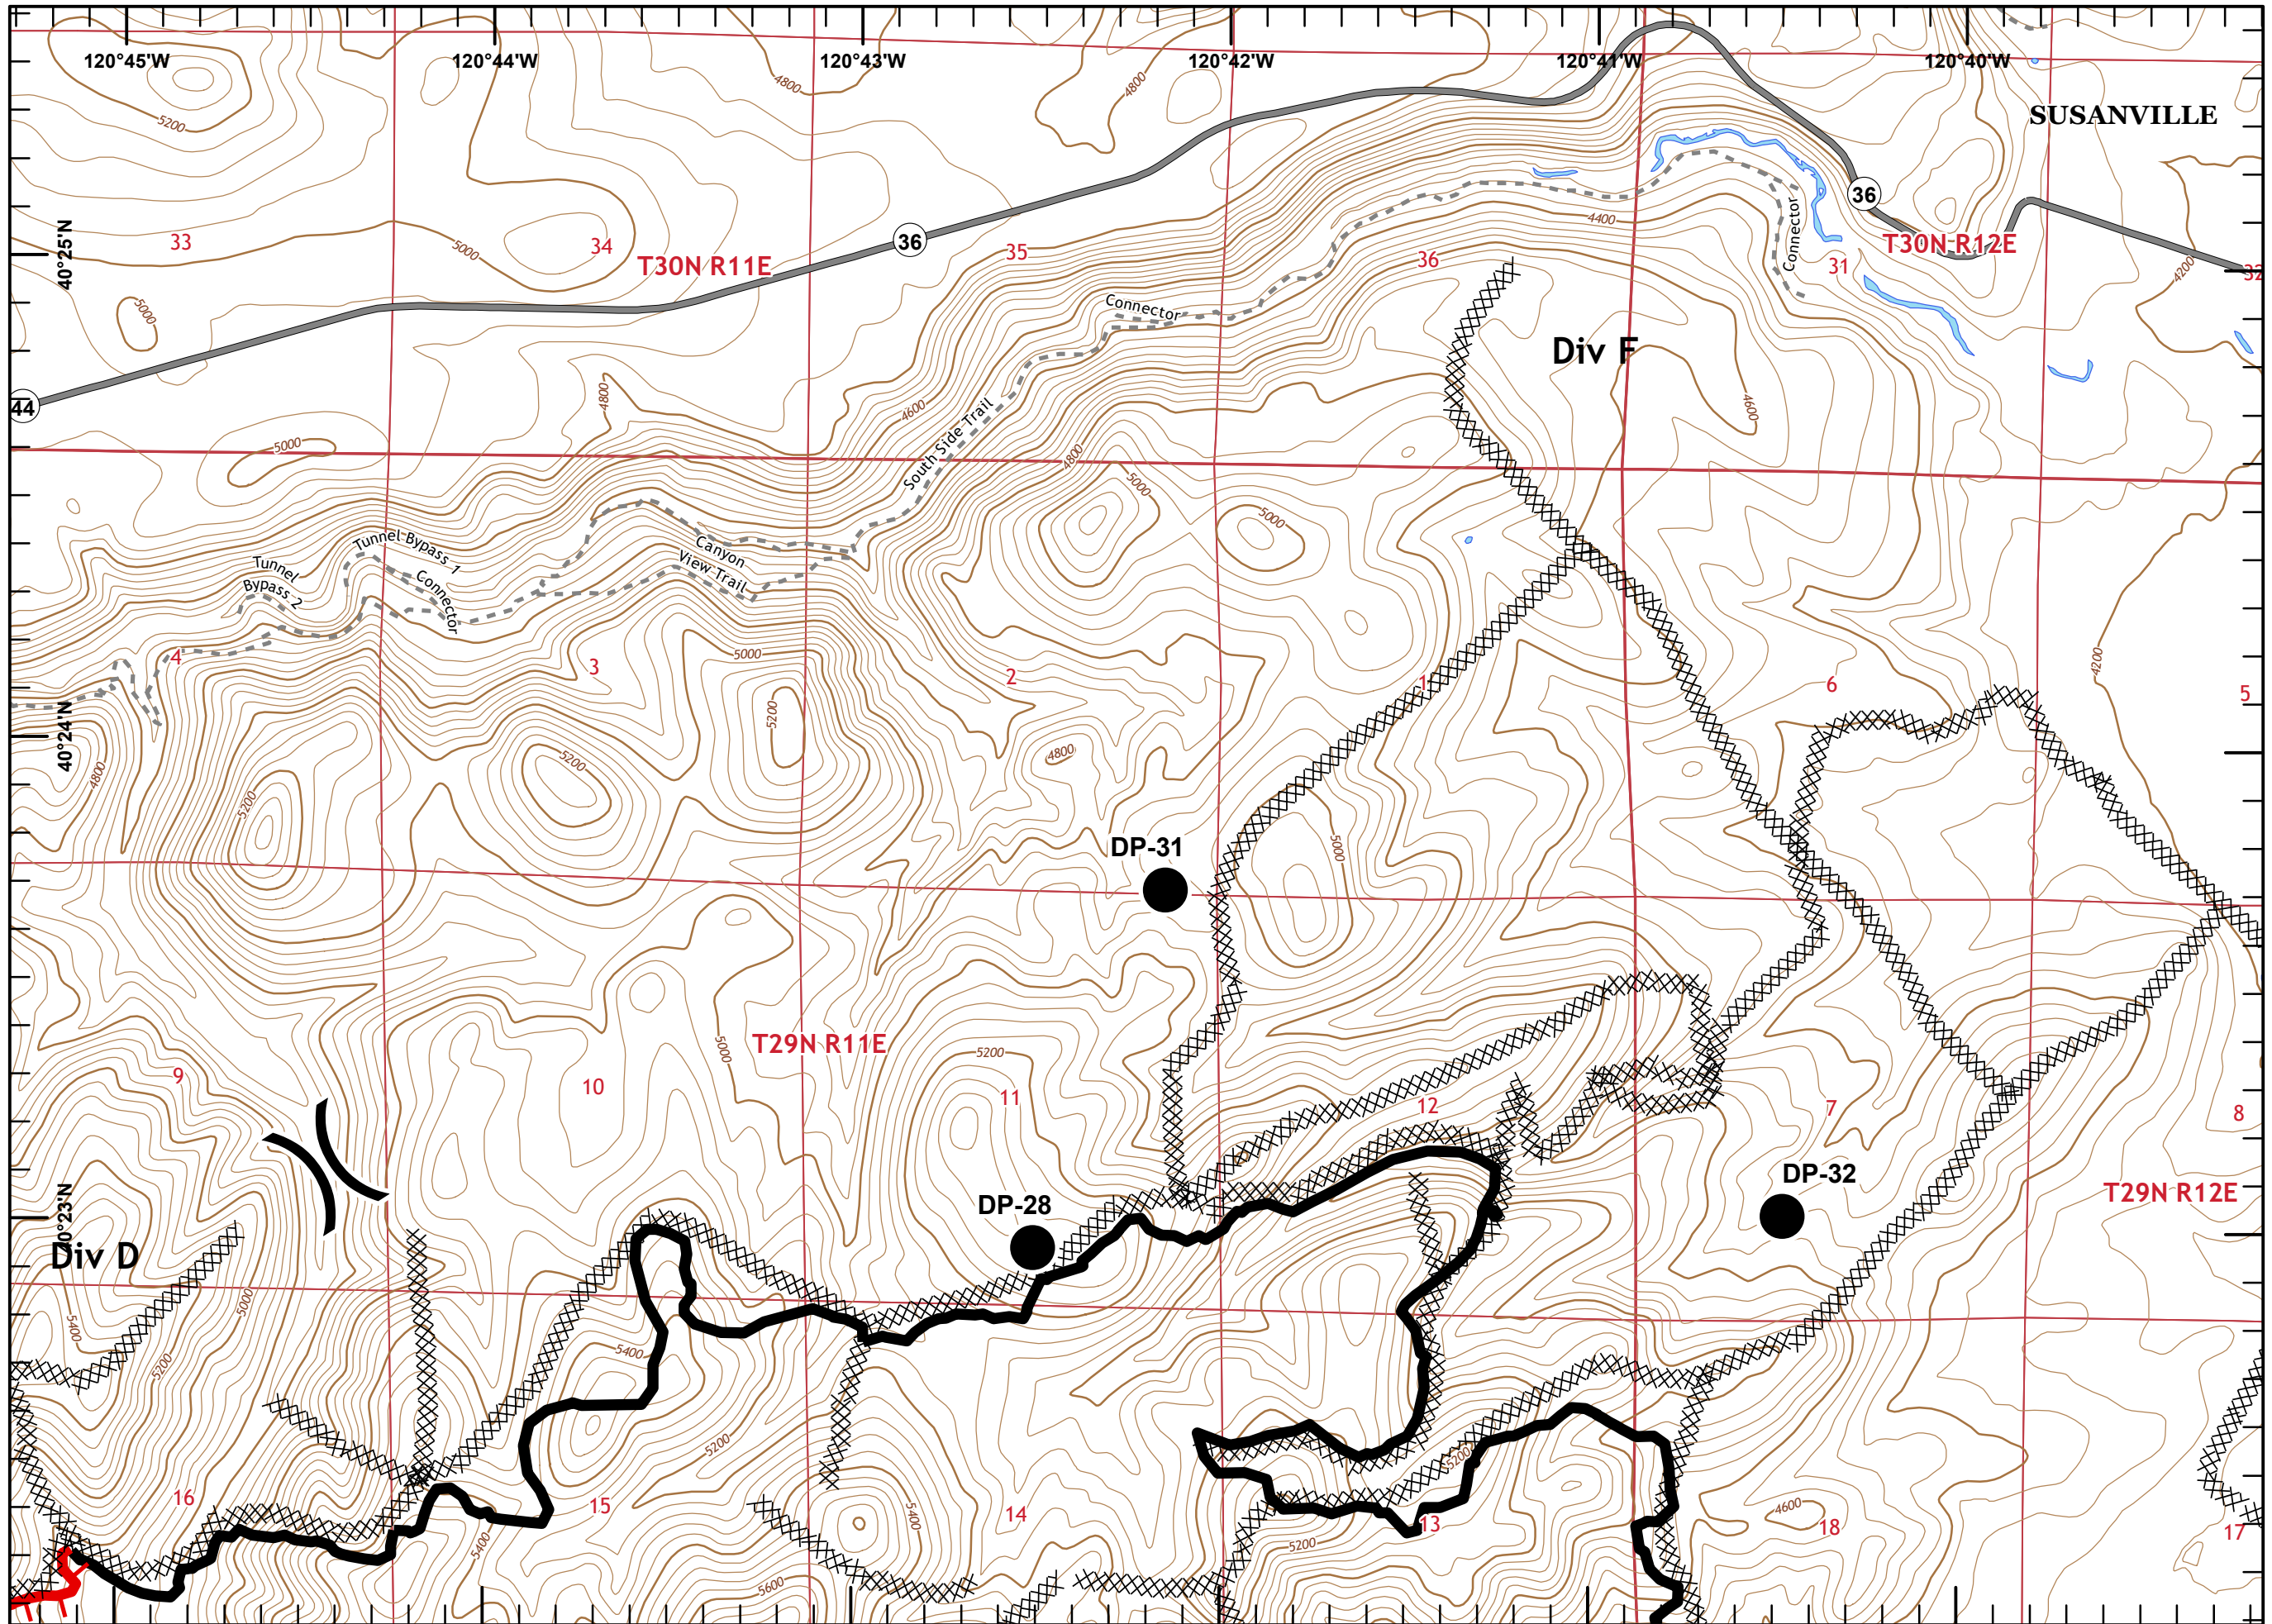 120°45'W
120°44'W
120°43'W
120°42'W
120°41'W
120°40'W
SUSANVILLE
5200
4800
4800
36
4400
Connector
T30N R12E
31
32
4200
33
5000
34
T30N R11E
36
35
36
40°25'N
5000
Connector
Div F
44
4800
4600
South Side Trail
4600
5000
4800
5000
5000
Tunnel Bypass 1
Tunnel
Bypass 2
Connector
Canyon
View Trail
4
3
5000
2
1
6
4200
5
40°24'N
4800
5200
5200
5200
4800
5000
DP-31
T29N R11E
5000
5200
9
10
11
12
7
8
DP-32
T29N R12E
DP-28
40°23'N
Div D
5000
5400
5200
5400
5200
5200
16
15
5400
5400
14
13
5200
4600
18
17
5600